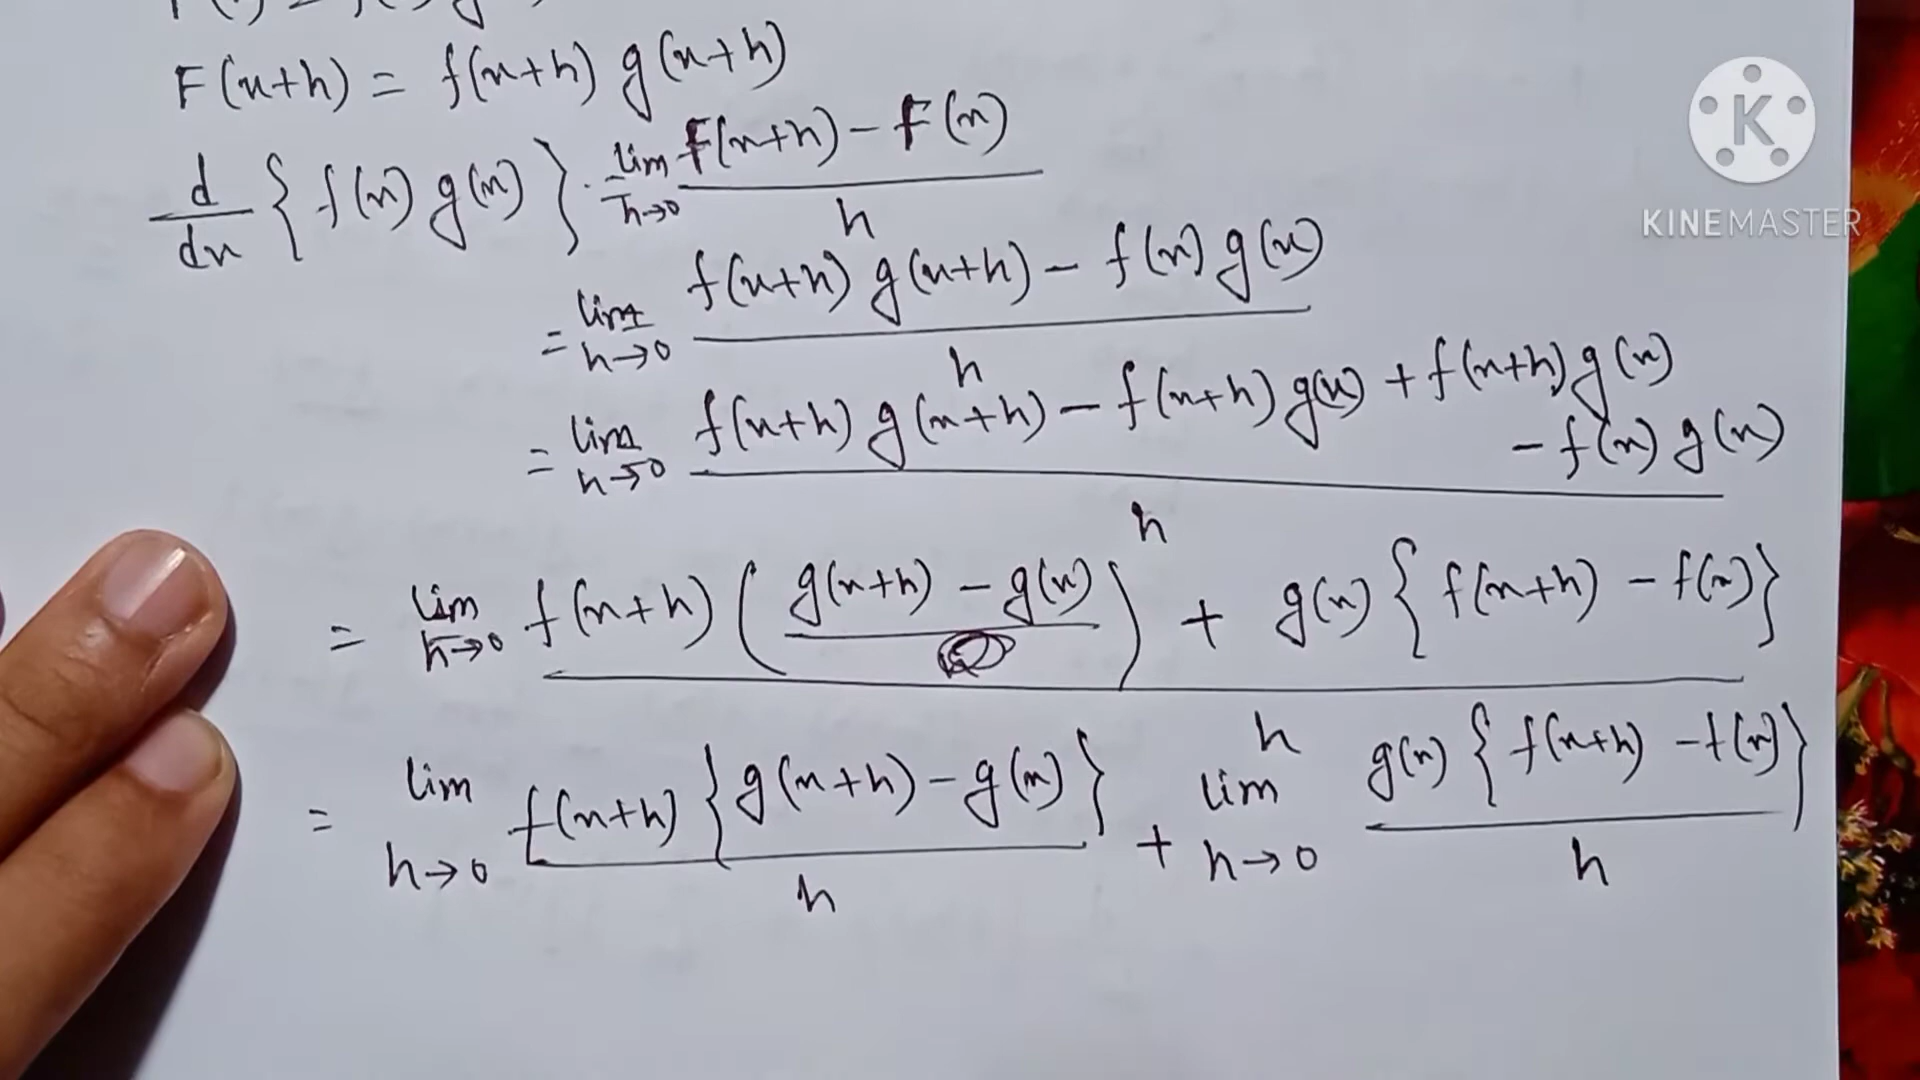 F(x+h) = f(x+h) g(x+h)
d/dx { f(x) g(x) } . lim h→0 F(x+h) - F(x) / h
= lim h→0 f(x+h) g(x+h) - f(x) g(x) / h
= lim h→0 f(x+h) g(x+h) - f(x+h) g(x) + f(x+h) g(x) - f(x) g(x) / h
= lim h→0 f(x+h) ( g(x+h) - g(x) ) + g(x) { f(x+h) - f(x) } / h
= lim h→0 f(x+h) { g(x+h) - g(x) } / h + lim h→0 g(x) { f(x+h) - f(x) } / h
K
KINEMASTER